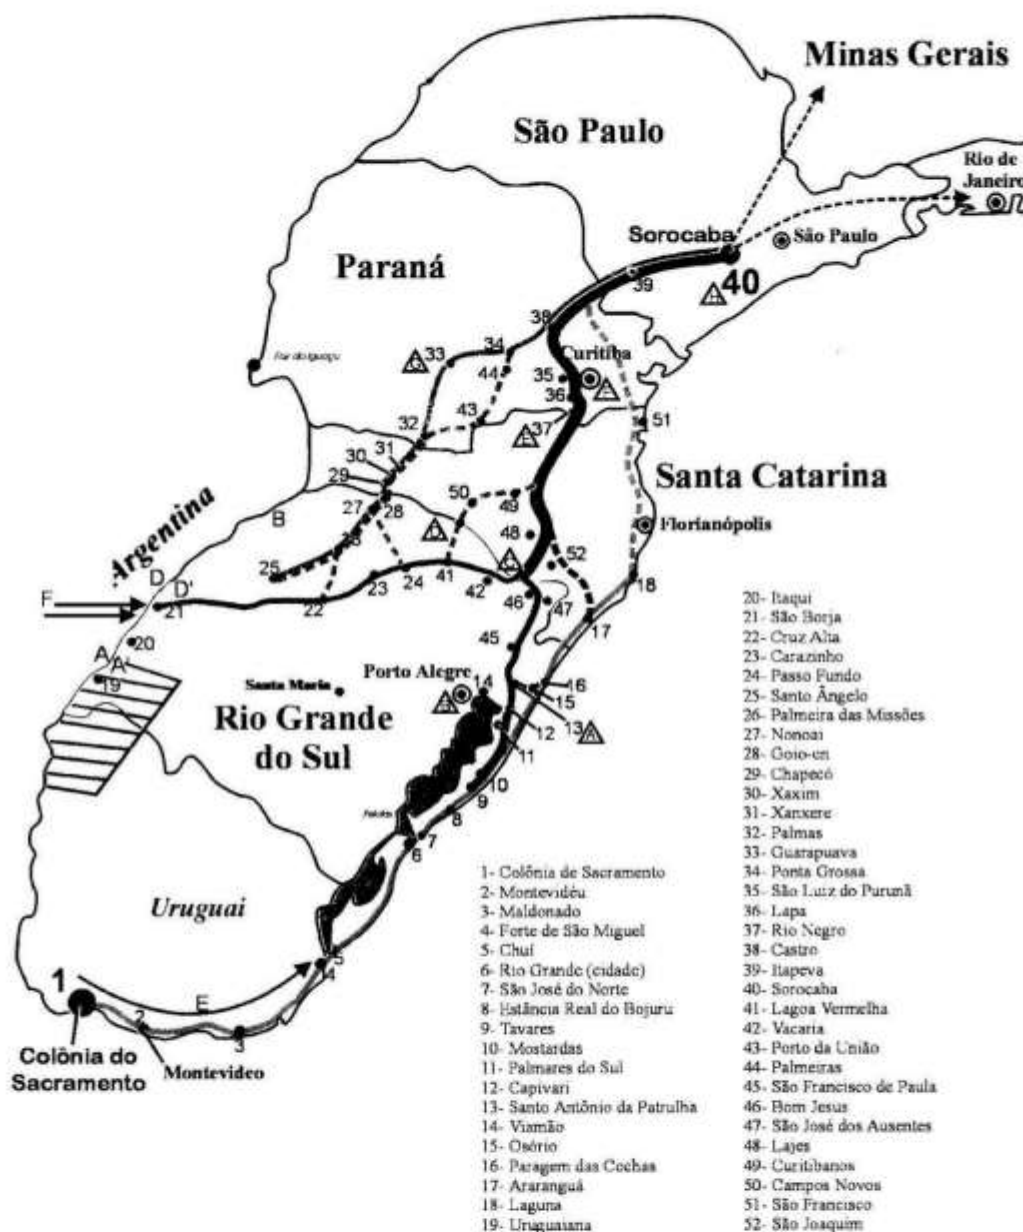 Minas Gerais
São Paulo
Rio de
Janeiro
Sorocaba
São Paulo
Paraná
40
39
H
38
34
33
G
Curitiba
35
44
36
F
43
32
37
51
E
31
30
Santa Catarina
29
50
49
27
28
Argentina
B
D
48
Florianópolis
C
52
25
41
D
D'
24
42
18
F
23
46
47
21
22
17
20
45
A
A'
Porto Alegre
19
Santa Maria
14
16
15
Rio Grande
do Sul
13
12
11
10
9
8
7
6
Uruguai
5
4
1
E
2
3
Colônia do
Sacramento
Montevideo
1- Colônia de Sacramento
2- Montevidéu
3- Maldonado
4- Forte de São Miguel
5- Chuí
6- Rio Grande (cidade)
7- São José do Norte
8- Estância Real do Bojuru
9- Tavares
10- Mostardas
11- Palmares do Sul
12- Capivari
13- Santo Antônio da Patrulha
14- Viamão
15- Osório
16- Paragem das Cochas
17- Araranguá
18- Laguna
19- Uruguaiana
20- Itaqui
21- São Borja
22- Cruz Alta
23- Carazinho
24- Passo Fundo
25- Santo Ângelo
26- Palmeira das Missões
27- Nonoai
28- Goio-en
29- Chapecó
30- Xaxim
31- Xanxere
32- Palmas
33- Guarapuava
34- Ponta Grossa
35- São Luiz do Purunã
36- Lapa
37- Rio Negro
38- Castro
39- Itapeva
40- Sorocaba
41- Lagoa Vermelha
42- Vacaria
43- Porto da União
44- Palmeiras
45- São Francisco de Paula
46- Bom Jesus
47- São José dos Ausentes
48- Lajes
49- Curitibanos
50- Campos Novos
51- São Francisco
52- São Joaquim